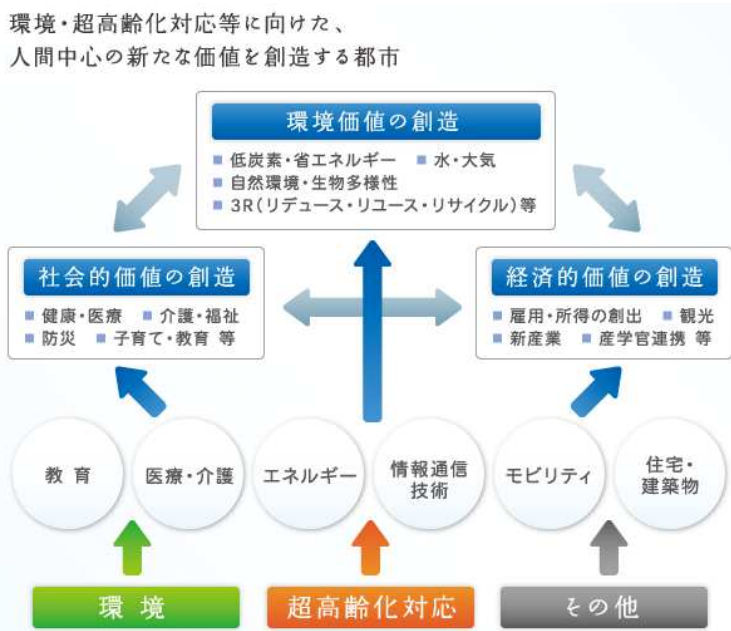 環境・超高齢化対応等に向けた、
人間中心の新たな価値を創造する都市
環境価値の創造
■ 低炭素・省エネルギー ■ 水・大気
■ 自然環境・生物多様性
■ 3R(リデュース・リユース・リサイクル)等
社会的価値の創造
■ 健康・医療 ■ 介護・福祉
■ 防災 ■ 子育て・教育 等
経済的価値の創造
■ 雇用・所得の創出 ■ 観光
■ 新産業 ■ 産学官連携 等
教育
医療・介護
エネルギー
情報通信
技術
モビリティ
住宅・
建築物
環境
超高齢化対応
その他